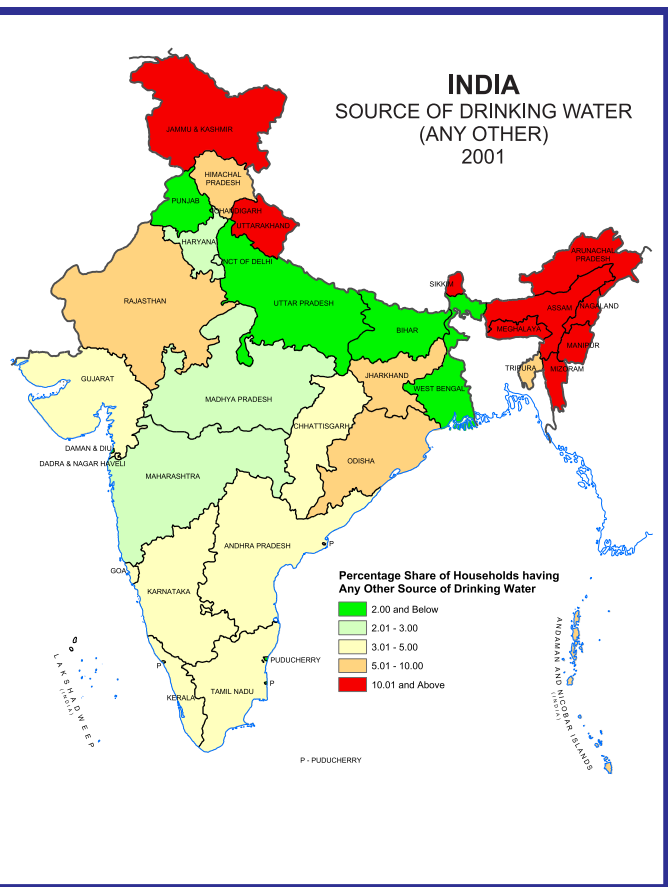 INDIA
SOURCE OF DRINKING WATER
(ANY OTHER)
2001
JAMMU & KASHMIR
HIMACHAL
PRADESH
PUNJAB
CHANDIGARH
UTTARAKHAND
HARYANA
NCT OF DELHI
ARUNACHAL
PRADESH
SIKKIM
RAJASTHAN
UTTAR PRADESH
ASSAM
NAGALAND
BIHAR
MEGHALAYA
MANIPUR
TRIPURA
MIZORAM
GUJARAT
JHARKHAND
WEST BENGAL
MADHYA PRADESH
CHHATTISGARH
DAMAN & DIU
DADRA & NAGAR HAVELI
ODISHA
MAHARASHTRA
ANDHRA PRADESH
P
GOA
KARNATAKA
Percentage Share of Households having
Any Other Source of Drinking Water
2.00 and Below
2.01 - 3.00
3.01 - 5.00
5.01 - 10.00
10.01 and Above
P
PUDUCHERRY
P
KERALA
TAMIL NADU
LAKSHADWEEP
(INDIA)
ANDAMAN AND NICOBAR ISLANDS
(INDIA)
P - PUDUCHERRY